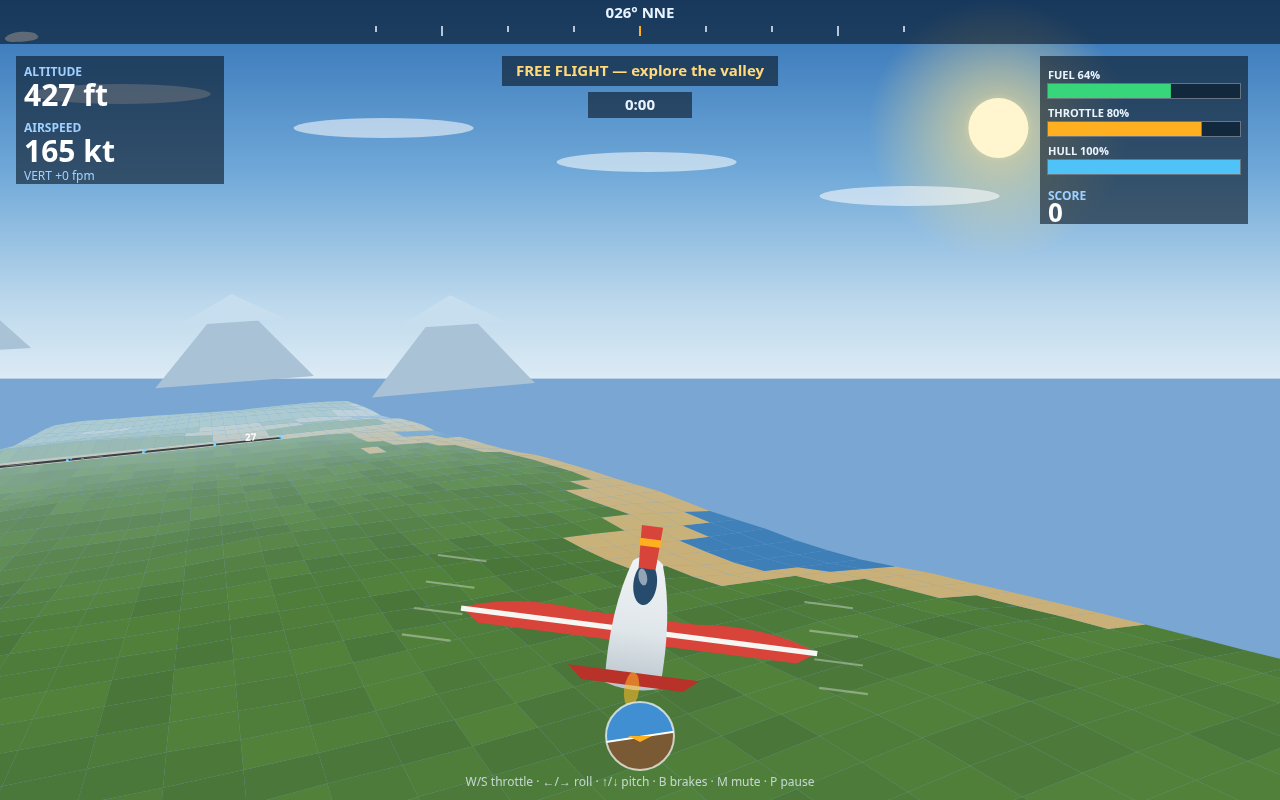 026° NNE
ALTITUDE
427 ft
AIRSPEED
165 kt
VERT +0 fpm
FREE FLIGHT — explore the valley
0:00
FUEL 64%
THROTTLE 80%
HULL 100%
SCORE
0
27
W/S throttle · ←/→ roll · ↑/↓ pitch · B brakes · M mute · P pause